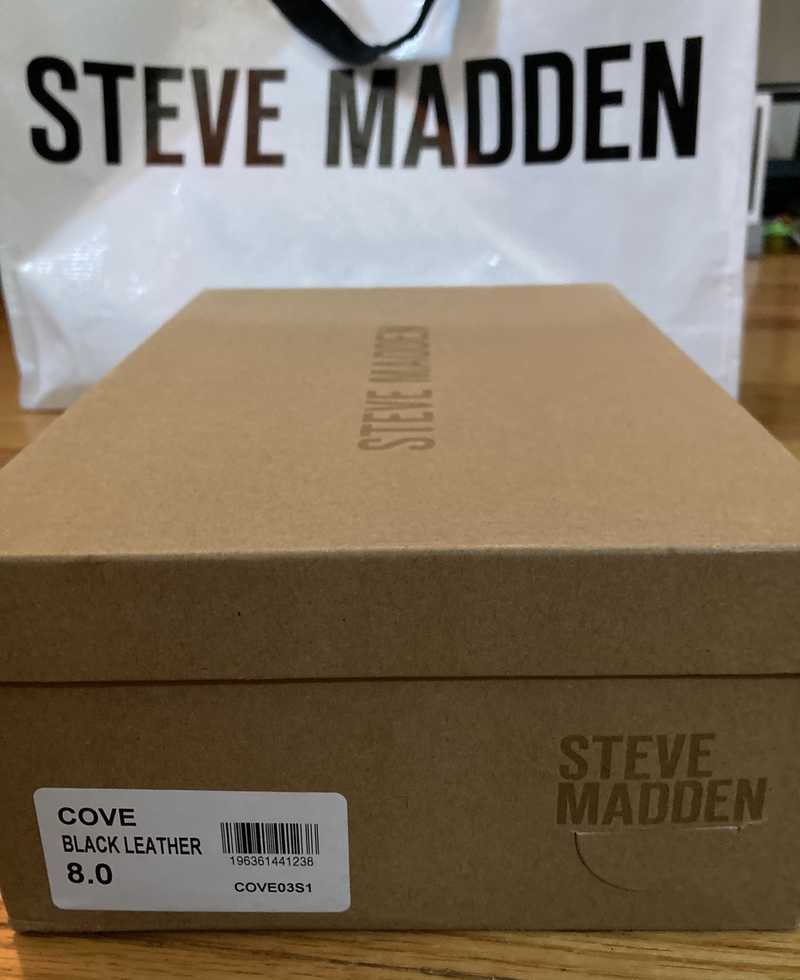 STEVE MADDEN
STEVE MADDEN
STEVE
MADDEN
COVE
BLACK LEATHER
8.0
196361441238
COVE03S1